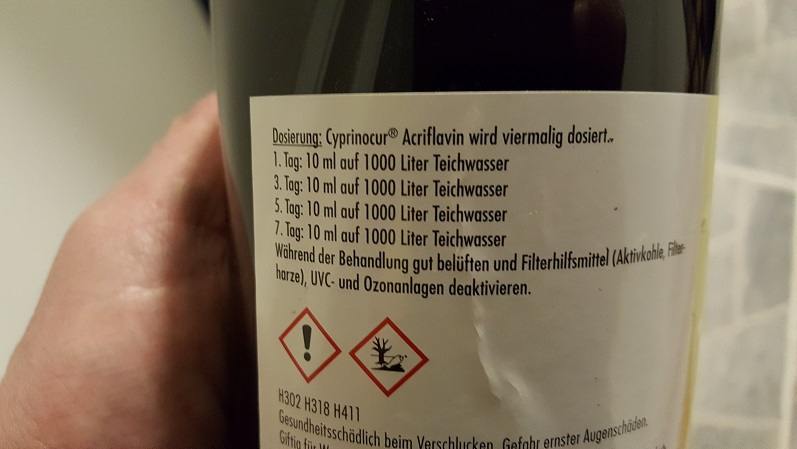 Dosierung: Cyprinocur® Acriflavin wird viermalig dosiert.
1. Tag: 10 ml auf 1000 Liter Teichwasser
3. Tag: 10 ml auf 1000 Liter Teichwasser
5. Tag: 10 ml auf 1000 Liter Teichwasser
7. Tag: 10 ml auf 1000 Liter Teichwasser
Während der Behandlung gut belüften und Filterhilfsmittel (Aktivkohle, Filter-
harze), UVC- und Ozonanlagen deaktivieren.
H302 H318 H411
Gesundheitsschädlich beim Verschlucken. Gefahr ernster Augenschäden.
Giftig für